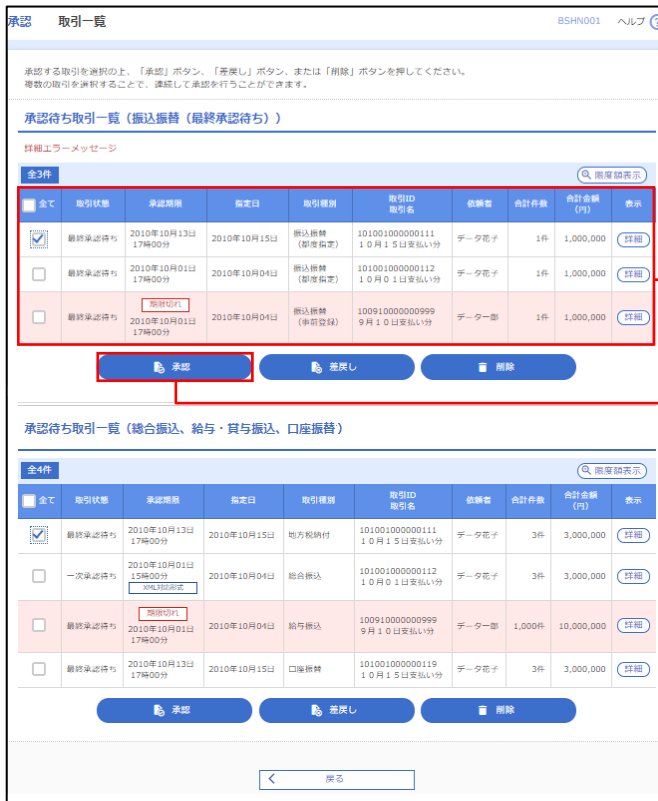 承認 取引一覧 BSHN001 ヘルプ ?
承認する取引を選択の上、「承認」ボタン、「差戻し」ボタン、または「削除」ボタンを押してください。
複数の取引を選択することで、連続して承認を行うことができます。
承認待ち取引一覧（振込振替（最終承認待ち））
詳細エラーメッセージ
全3件 限度額表示
全て 取引状態 承認期限 指定日 取引種別 取引ID 取引名 依頼者 合計件数 合計金額（円） 表示
最終承認待ち 2010年10月13日 17時00分 2010年10月15日 振込振替（都度指定） 101001000000111 １０月１５日支払い分 データ花子 1件 1,000,000 詳細
最終承認待ち 2010年10月01日 17時00分 2010年10月04日 振込振替（都度指定） 101001000000112 １０月０１日支払い分 データ花子 1件 1,000,000 詳細
最終承認待ち 期限切れ 2010年10月01日 17時00分 2010年10月04日 振込振替（事前登録） 100910000000999 ９月１０日支払い分 データ一郎 1件 1,000,000 詳細
承認 差戻し 削除
承認待ち取引一覧（総合振込、給与・賞与振込、口座振替）
全4件 限度額表示
全て 取引状態 承認期限 指定日 取引種別 取引ID 取引名 依頼者 合計件数 合計金額（円） 表示
最終承認待ち 2010年10月13日 17時00分 2010年10月15日 地方税納付 101001000000111 １０月１５日支払い分 データ花子 3件 3,000,000 詳細
一次承認待ち 2010年10月01日 15時00分 XML対応形式 2010年10月04日 総合振込 101001000000112 １０月０１日支払い分 データ花子 3件 3,000,000 詳細
最終承認待ち 期限切れ 2010年10月01日 17時00分 2010年10月04日 給与振込 100910000000999 ９月１０日支払い分 データ一郎 1,000件 10,000,000 詳細
最終承認待ち 2010年10月13日 17時00分 2010年10月15日 口座振替 101001000000119 １０月１５日支払い分 データ花子 3件 3,000,000 詳細
承認 差戻し 削除
戻る